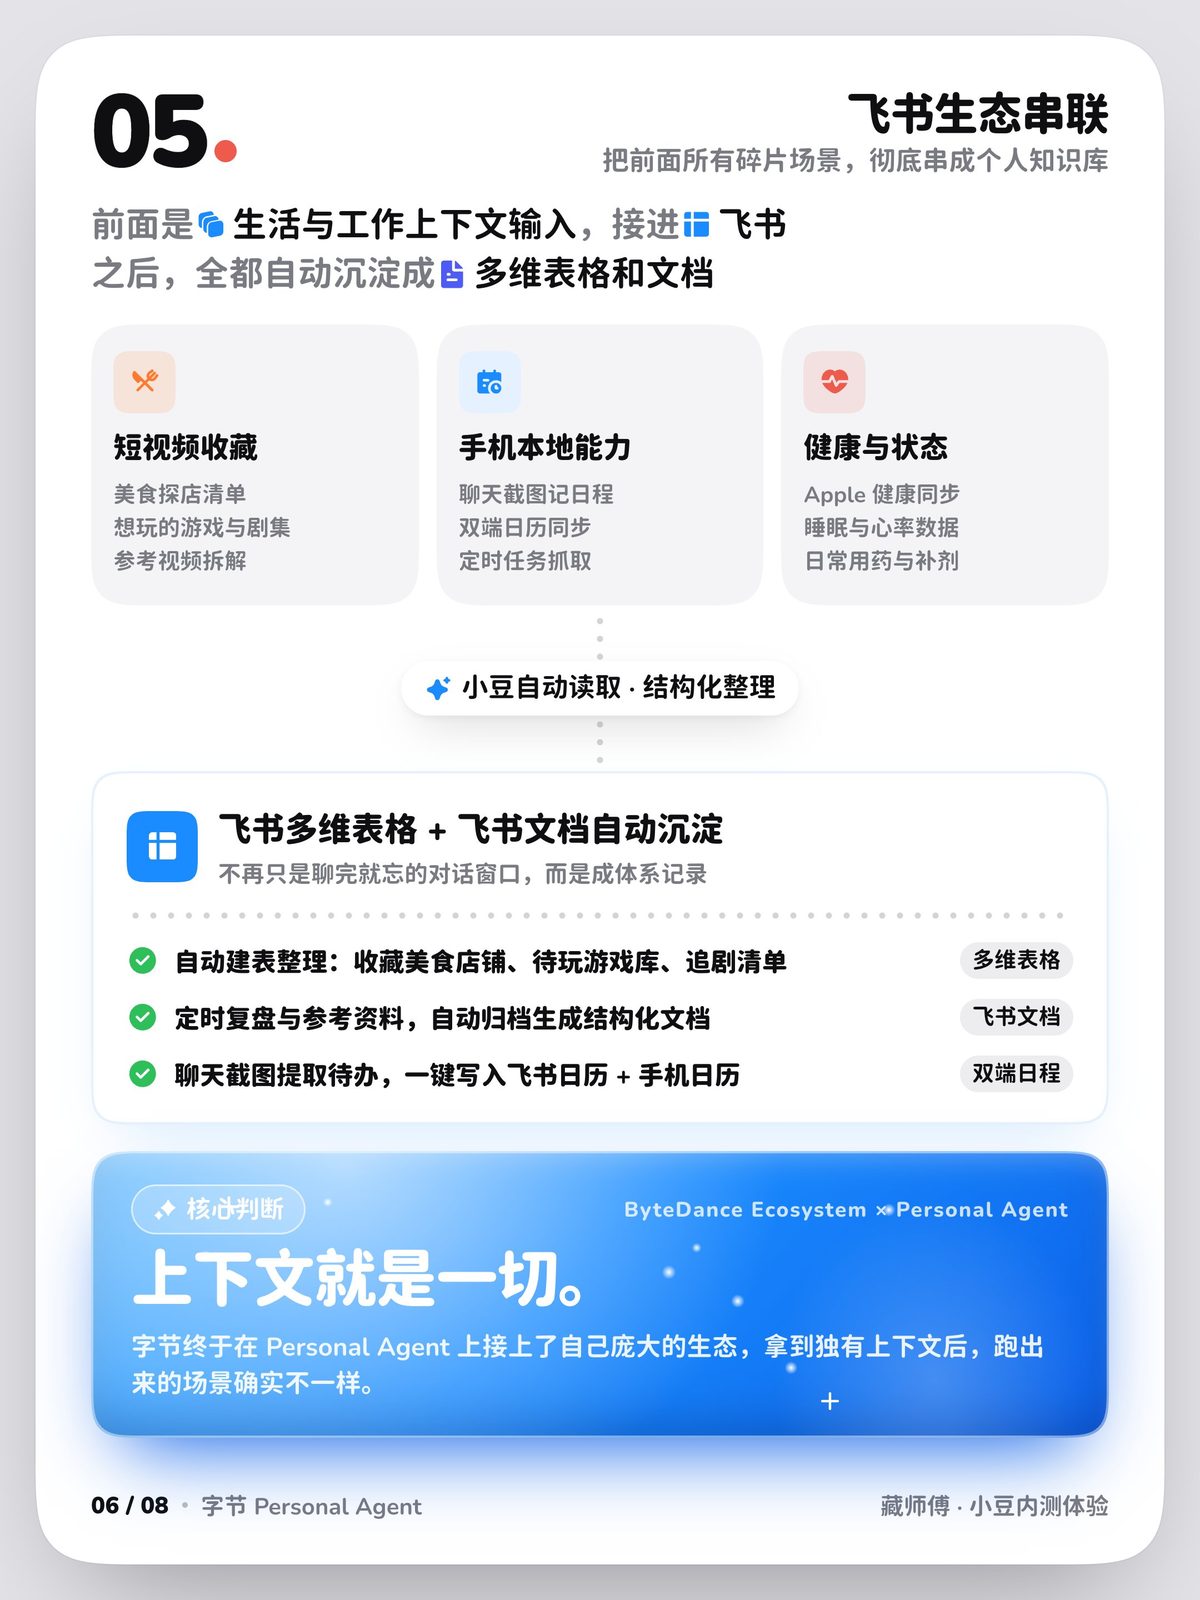 05.
飞书生态串联
把前面所有碎片场景，彻底串成个人知识库
前面是 生活与工作上下文输入，接进 飞书
之后，全都自动沉淀成 多维表格和文档
短视频收藏
美食探店清单
想玩的游戏与剧集
参考视频拆解
手机本地能力
聊天截图记日程
双端日历同步
定时任务抓取
健康与状态
Apple 健康同步
睡眠与心率数据
日常用药与补剂
小豆自动读取 · 结构化整理
飞书多维表格 + 飞书文档自动沉淀
不再只是聊完就忘的对话窗口，而是成体系记录
自动建表整理：收藏美食店铺、待玩游戏库、追剧清单
多维表格
定时复盘与参考资料，自动归档生成结构化文档
飞书文档
聊天截图提取待办，一键写入飞书日历 + 手机日历
双端日程
核心判断
ByteDance Ecosystem × Personal Agent
上下文就是一切。
字节终于在 Personal Agent 上接上了自己庞大的生态，拿到独有上下文后，跑出
来的场景确实不一样。
06 / 08 • 字节 Personal Agent
藏师傅 · 小豆内测体验